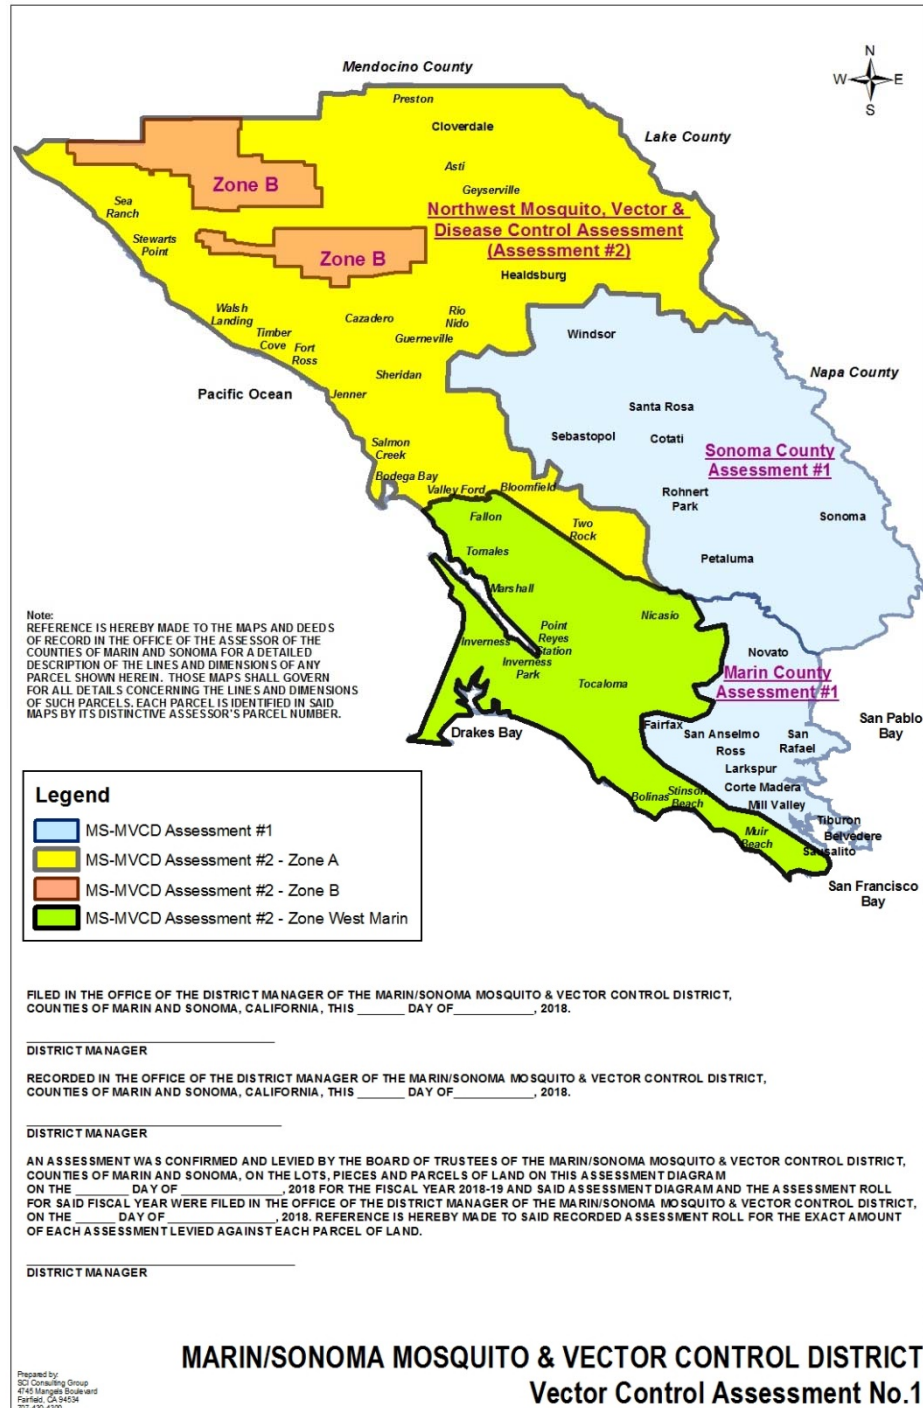 Mendocino County
N
W
E
S
Preston
Cloverdale
Lake County
Asti
Zone B
Geyserville
Sea
Ranch
Northwest Mosquito, Vector &
Disease Control Assessment
(Assessment #2)
Stewarts
Point
Zone B
Healdsburg
Walsh
Landing
Cazadero
Rio
Nido
Timber
Cove
Fort
Ross
Guerneville
Windsor
Sheridan
Napa County
Pacific Ocean
Jenner
Santa Rosa
Sebastopol
Cotati
Salmon
Creek
Sonoma County
Assessment #1
Bodega Bay
Valley Ford
Bloomfield
Rohnert
Park
Fallon
Two
Rock
Sonoma
Tomales
Petaluma
Marshall
Nicasio
Note:
REFERENCE IS HEREBY MADE TO THE MAPS AND DEEDS
OF RECORD IN THE OFFICE OF THE ASSESSOR OF THE
COUNTIES OF MARIN AND SONOMA FOR A DETAILED
DESCRIPTION OF THE LINES AND DIMENSIONS OF ANY
PARCEL SHOWN HEREIN. THOSE MAPS SHALL GOVERN
FOR ALL DETAILS CONCERNING THE LINES AND DIMENSIONS
OF SUCH PARCELS. EACH PARCEL IS IDENTIFIED IN SAID
MAPS BY ITS DISTINCTIVE ASSESSOR'S PARCEL NUMBER.
Inverness
Point
Reyes
Station
Inverness
Park
Novato
Tocaloma
Marin County
Assessment #1
Drakes Bay
Fairfax
San Anselmo
Ross
San
Rafael
San Pablo
Bay
Larkspur
Corte Madera
Bolinas
Stinson
Beach
Mill Valley
Tiburon
Belvedere
Muir
Beach
Sausalito
San Francisco
Bay
Legend
MS-MVCD Assessment #1
MS-MVCD Assessment #2 - Zone A
MS-MVCD Assessment #2 - Zone B
MS-MVCD Assessment #2 - Zone West Marin
FILED IN THE OFFICE OF THE DISTRICT MANAGER OF THE MARIN/SONOMA MOSQUITO & VECTOR CONTROL DISTRICT,
COUNTIES OF MARIN AND SONOMA, CALIFORNIA, THIS _______ DAY OF____________, 2018.
DISTRICT MANAGER
RECORDED IN THE OFFICE OF THE DISTRICT MANAGER OF THE MARIN/SONOMA MOSQUITO & VECTOR CONTROL DISTRICT,
COUNTIES OF MARIN AND SONOMA, CALIFORNIA, THIS _______ DAY OF____________, 2018.
DISTRICT MANAGER
AN ASSESSMENT WAS CONFIRMED AND LEVIED BY THE BOARD OF TRUSTEES OF THE MARIN/SONOMA MOSQUITO & VECTOR CONTROL DISTRICT,
COUNTIES OF MARIN AND SONOMA, ON THE LOTS, PIECES AND PARCELS OF LAND ON THIS ASSESSMENT DIAGRAM
ON THE ________ DAY OF _______________, 2018 FOR THE FISCAL YEAR 2018-19 AND SAID ASSESSMENT DIAGRAM AND THE ASSESSMENT ROLL
FOR SAID FISCAL YEAR WERE FILED IN THE OFFICE OF THE DISTRICT MANAGER OF THE MARIN/SONOMA MOSQUITO & VECTOR CONTROL DISTRICT,
ON THE ______ DAY OF ________________, 2018. REFERENCE IS HEREBY MADE TO SAID RECORDED ASSESSMENT ROLL FOR THE EXACT AMOUNT
OF EACH ASSESSMENT LEVIED AGAINST EACH PARCEL OF LAND.
DISTRICT MANAGER
MARIN/SONOMA MOSQUITO & VECTOR CONTROL DISTRICT
Vector Control Assessment No.1
Prepared by:
SCI Consulting Group
4745 Mangels Boulevard
Fairfield, CA 94534